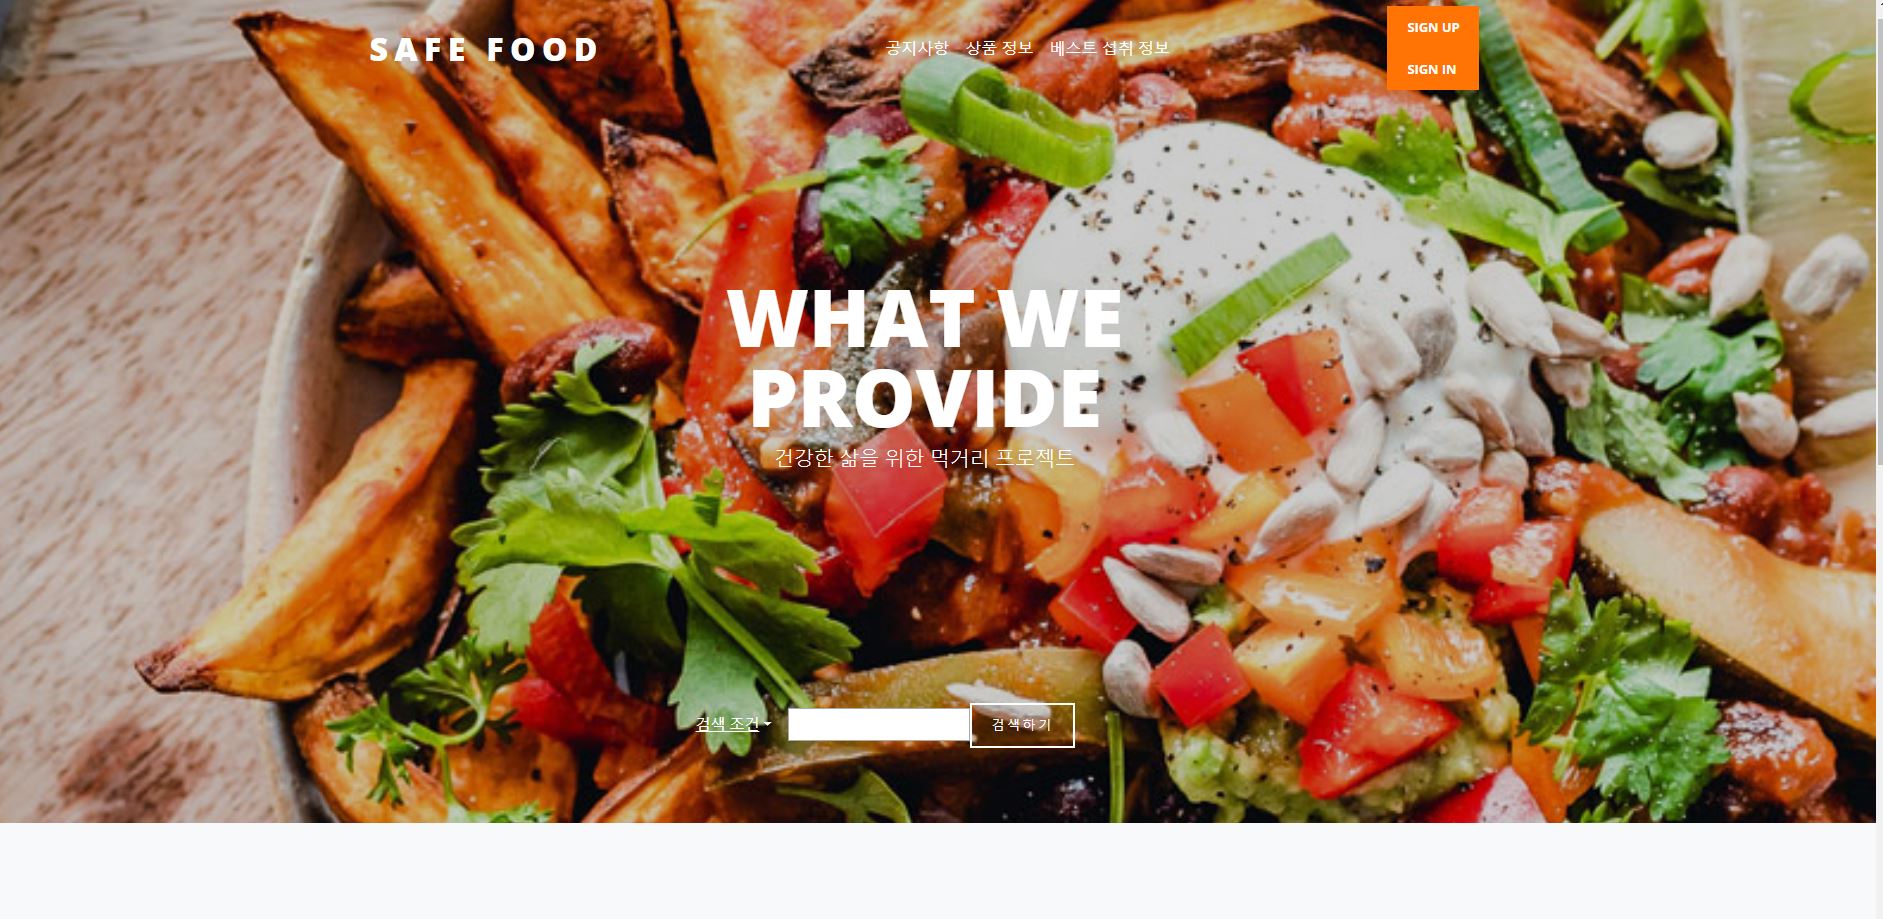 SAFE FOOD
공지사항 상품 정보 베스트 섭취 정보
SIGN UP
SIGN IN
WHAT WE
PROVIDE
건강한 삶을 위한 먹거리 프로젝트
검색 조건
검색하기